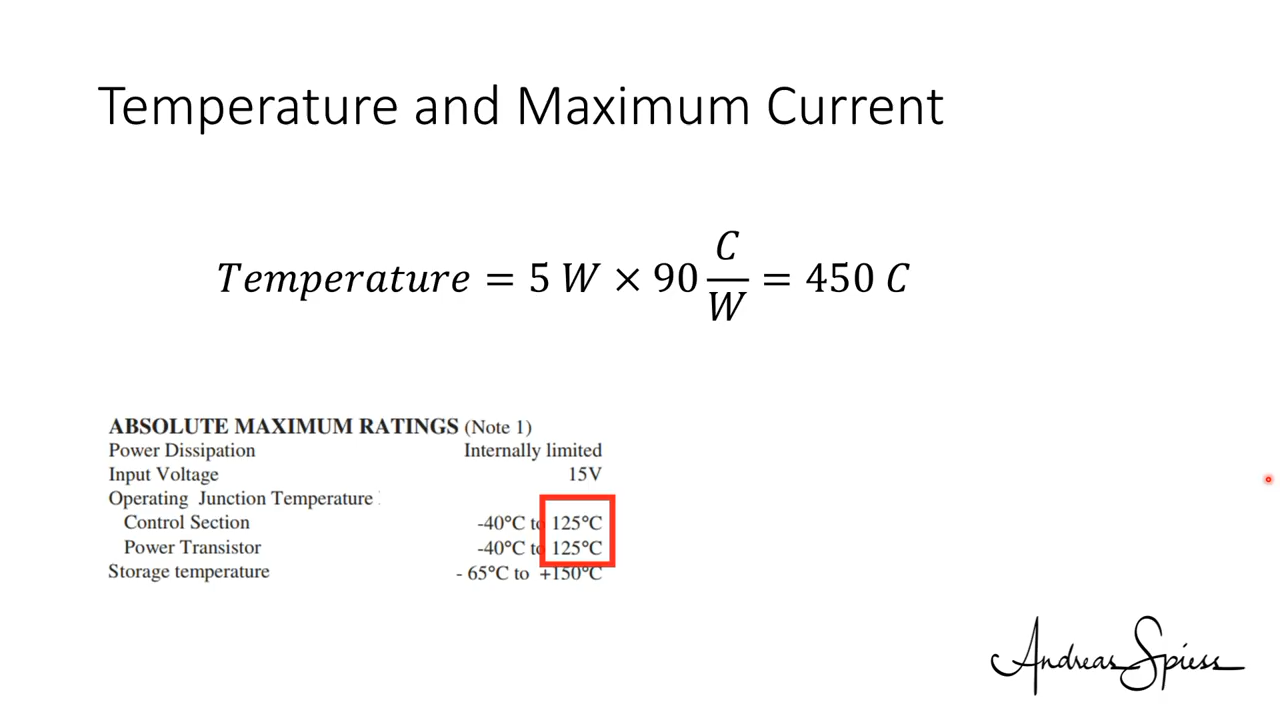 Temperature and Maximum Current
Temperature = 5 W × 90 C/W = 450 C
ABSOLUTE MAXIMUM RATINGS (Note 1)
Power Dissipation Internally limited
Input Voltage 15V
Operating Junction Temperature
Control Section -40°C to 125°C
Power Transistor -40°C to 125°C
Storage temperature - 65°C to +150°C
Andreas Spiess